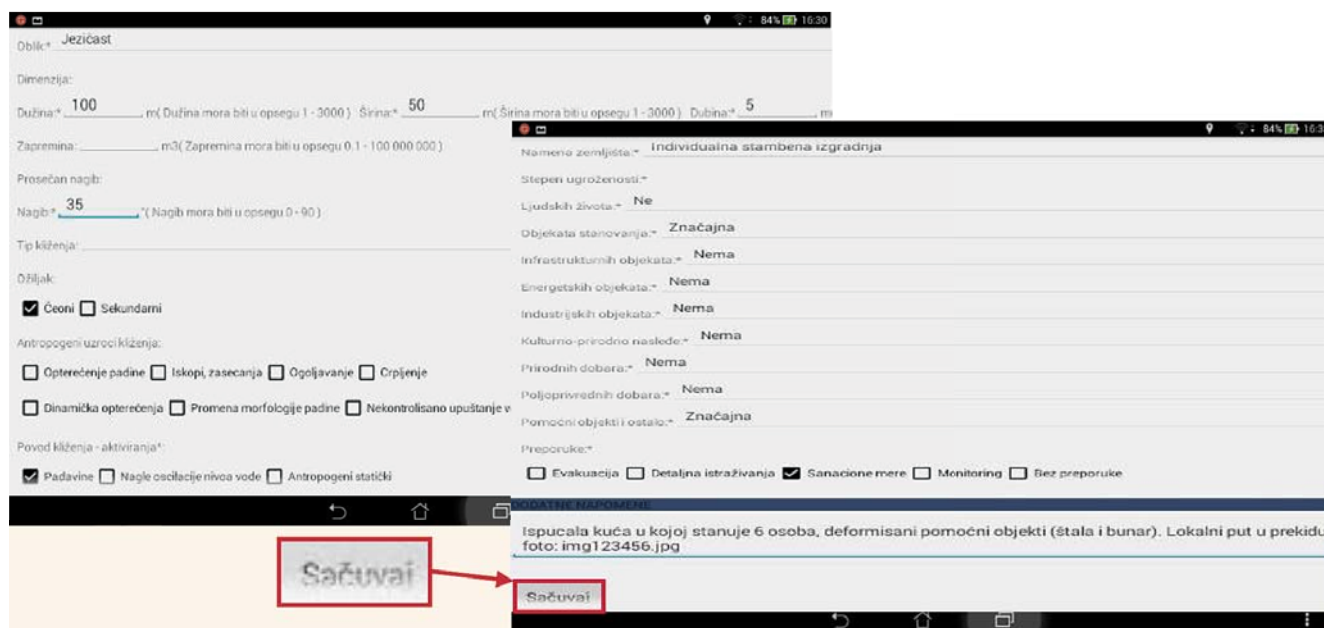 84% 16:30
Oblik:* Jezičast
Dimenzija:
Dužina:* 100 m( Dužina mora biti u opsegu 1 - 3000 ) Širina:* 50 m( Širina mora biti u opsegu 1 - 3000 ) Dubina:* 5 m
Zapremina: m3( Zapremina mora biti u opsegu 0.1 - 100 000 000 )
Prosečan nagib:
Nagib:* 35 °( Nagib mora biti u opsegu 0 - 90 )
Tip kliženja:
Ožiljak:
Čeoni Sekundarni
Antropogeni uzroci kliženja:
Opterećenje padine Iskopi, zasecanja Ogoljavanje Crpljenje
Dinamička opterećenja Promena morfologije padine Nekontrolisano upuštanje v
Povod kliženja - aktiviranja*:
Padavine Nagle oscilacije nivoa vode Antropogeni statički
Sačuvaj
84% 16:3
Namena zemljišta:* Individualna stambena izgradnja
Stepen ugroženosti:*
Ljudskih života:* Ne
Objekata stanovanja:* Značajna
Infrastrukturnih objekata:* Nema
Energetskih objekata:* Nema
Industrijskih objekata:* Nema
Kulturno-prirodno nasleđe:* Nema
Prirodnih dobara:* Nema
Poljoprivrednih dobara:* Nema
Pomoćni objekti i ostalo:* Značajna
Preporuke:*
Evakuacija Detaljna istraživanja Sanacione mere Monitoring Bez preporuke
DODATNE NAPOMENE
Ispucala kuća u kojoj stanuje 6 osoba, deformisani pomoćni objekti (štala i bunar). Lokalni put u prekidu
foto: img123456.jpg
Sačuvaj